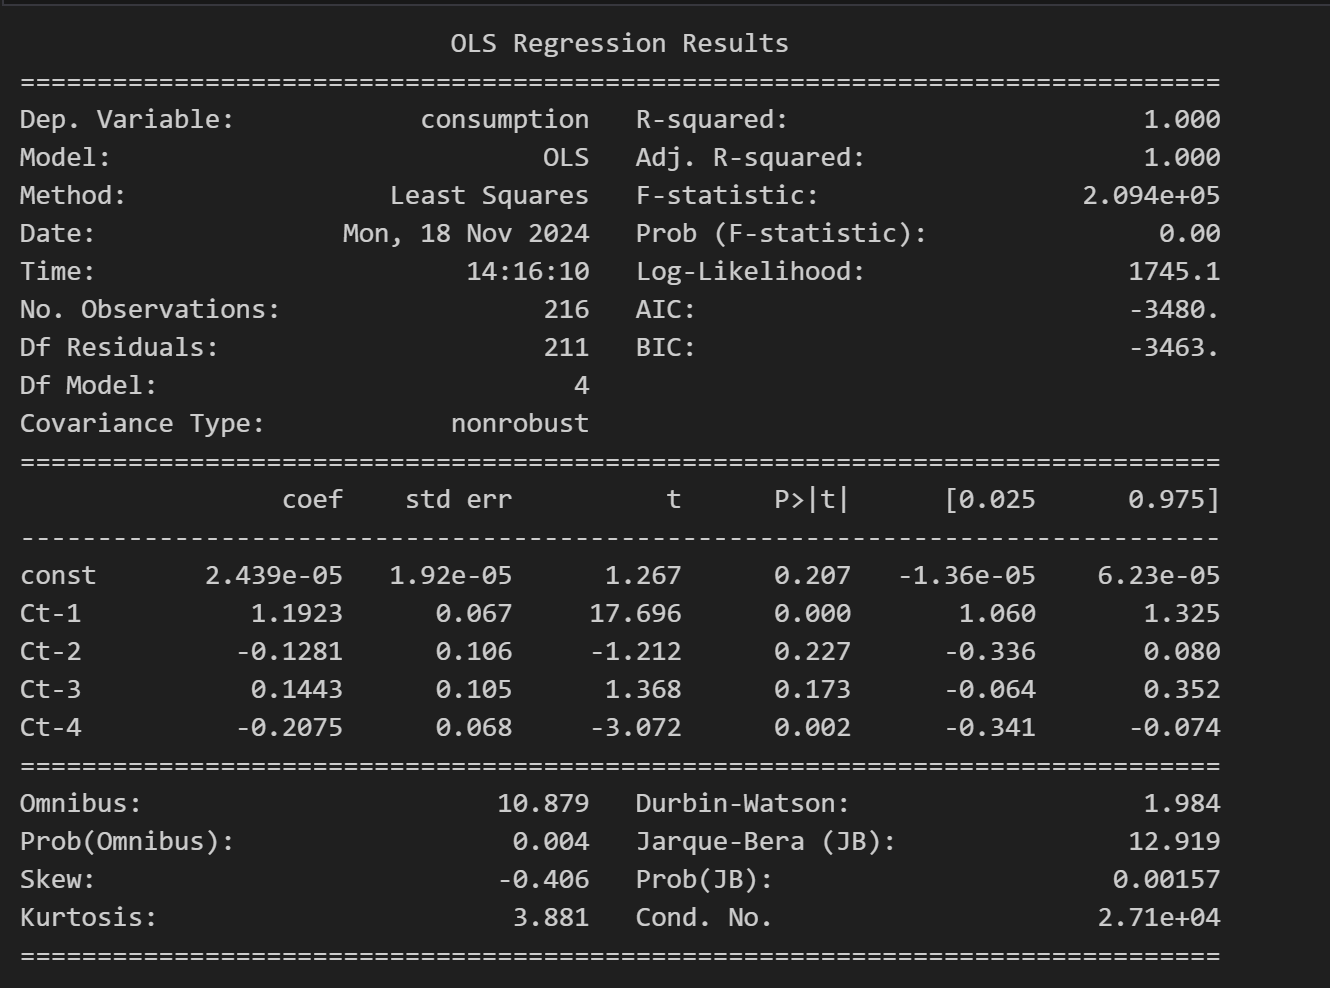 OLS Regression Results
==============================================================================
Dep. Variable:            consumption   R-squared:                       1.000
Model:                            OLS   Adj. R-squared:                  1.000
Method:                 Least Squares   F-statistic:                 2.094e+05
Date:                Mon, 18 Nov 2024   Prob (F-statistic):               0.00
Time:                        14:16:10   Log-Likelihood:                 1745.1
No. Observations:                 216   AIC:                            -3480.
Df Residuals:                     211   BIC:                            -3463.
Df Model:                           4
Covariance Type:            nonrobust
==============================================================================
                 coef    std err          t      P>|t|      [0.025      0.975]
------------------------------------------------------------------------------
const       2.439e-05   1.92e-05      1.267      0.207   -1.36e-05    6.23e-05
Ct-1           1.1923      0.067     17.696      0.000       1.060       1.325
Ct-2          -0.1281      0.106     -1.212      0.227      -0.336       0.080
Ct-3           0.1443      0.105      1.368      0.173      -0.064       0.352
Ct-4          -0.2075      0.068     -3.072      0.002      -0.341      -0.074
==============================================================================
Omnibus:                       10.879   Durbin-Watson:                   1.984
Prob(Omnibus):                  0.004   Jarque-Bera (JB):               12.919
Skew:                          -0.406   Prob(JB):                      0.00157
Kurtosis:                       3.881   Cond. No.                     2.71e+04
==============================================================================